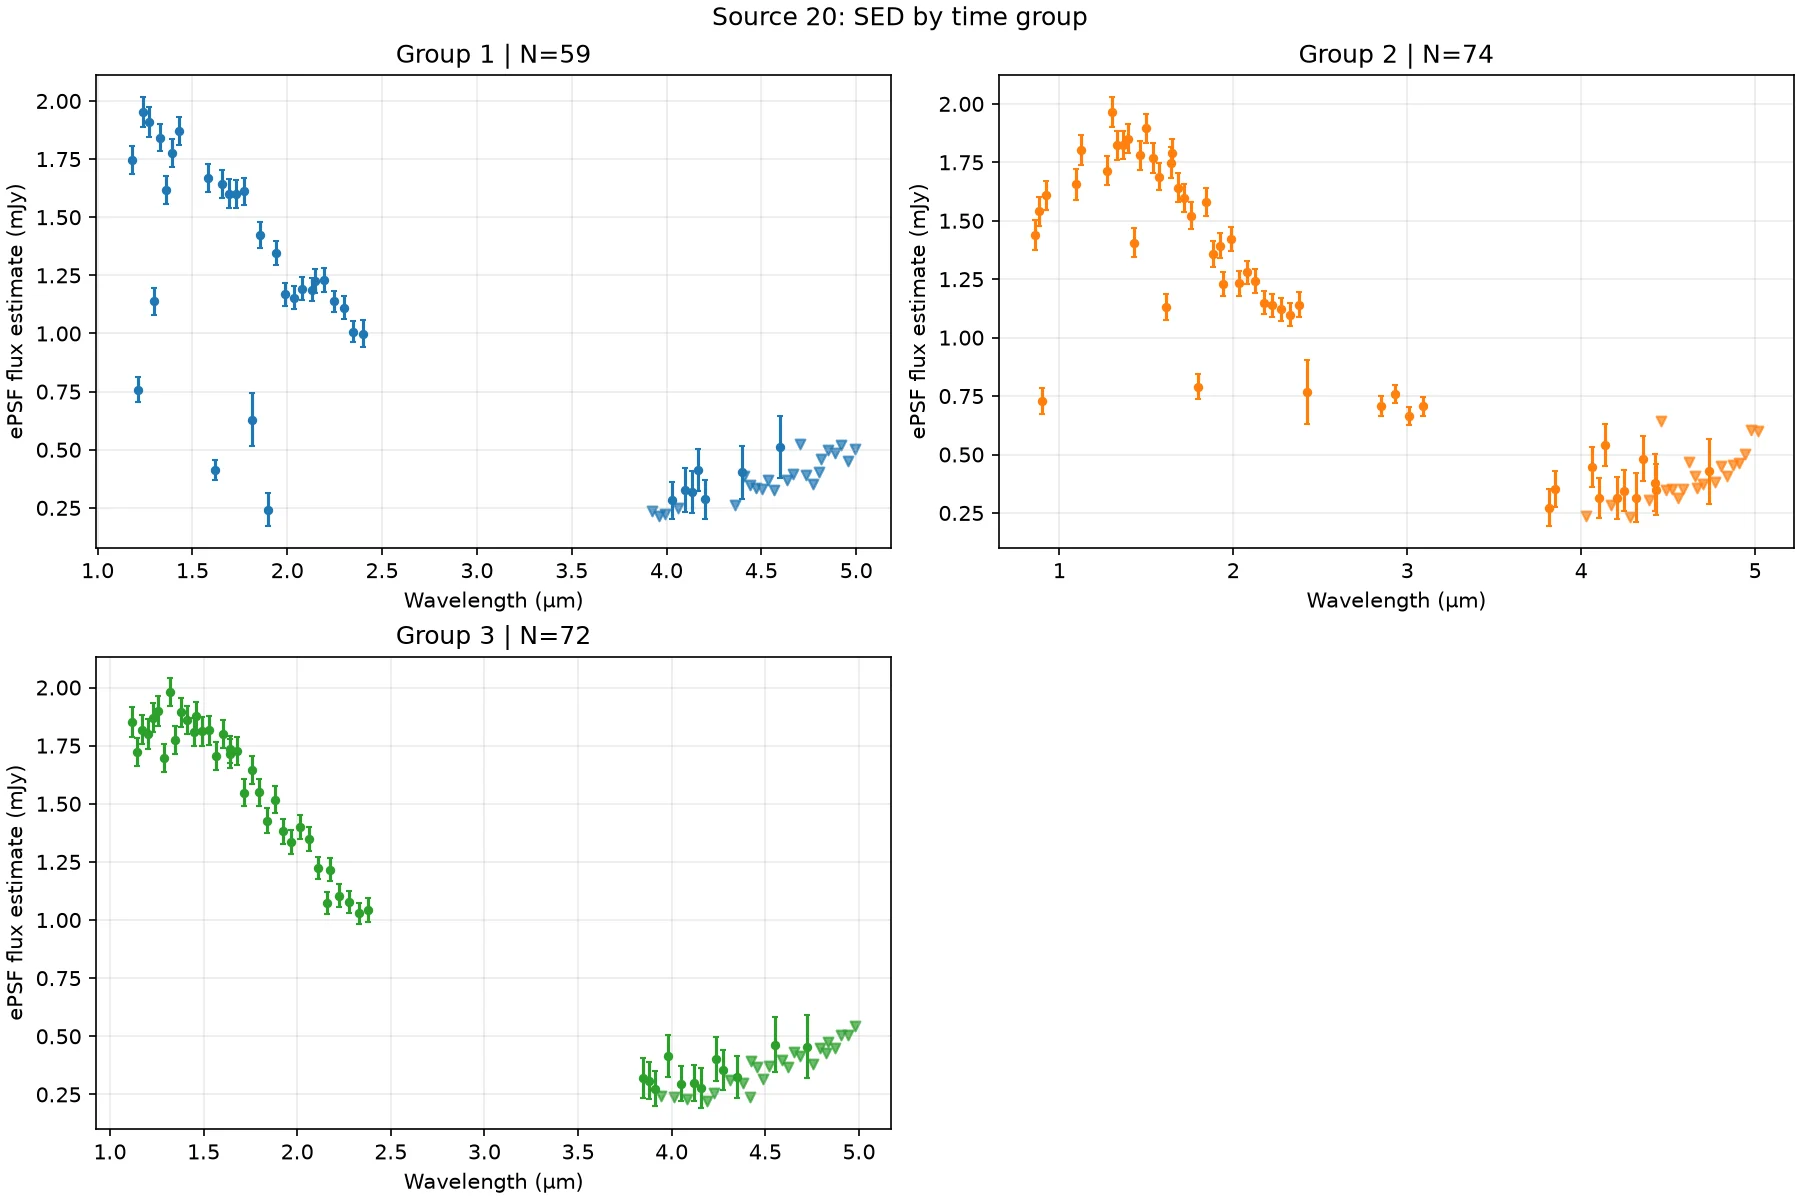 Source 20: SED by time group
Group 1 | N=59
ePSF flux estimate (mJy)
2.00
1.75
1.50
1.25
1.00
0.75
0.50
0.25
1.0 1.5 2.0 2.5 3.0 3.5 4.0 4.5 5.0
Wavelength (μm)
Group 2 | N=74
ePSF flux estimate (mJy)
2.00
1.75
1.50
1.25
1.00
0.75
0.50
0.25
1 2 3 4 5
Wavelength (μm)
Group 3 | N=72
ePSF flux estimate (mJy)
2.00
1.75
1.50
1.25
1.00
0.75
0.50
0.25
1.0 1.5 2.0 2.5 3.0 3.5 4.0 4.5 5.0
Wavelength (μm)